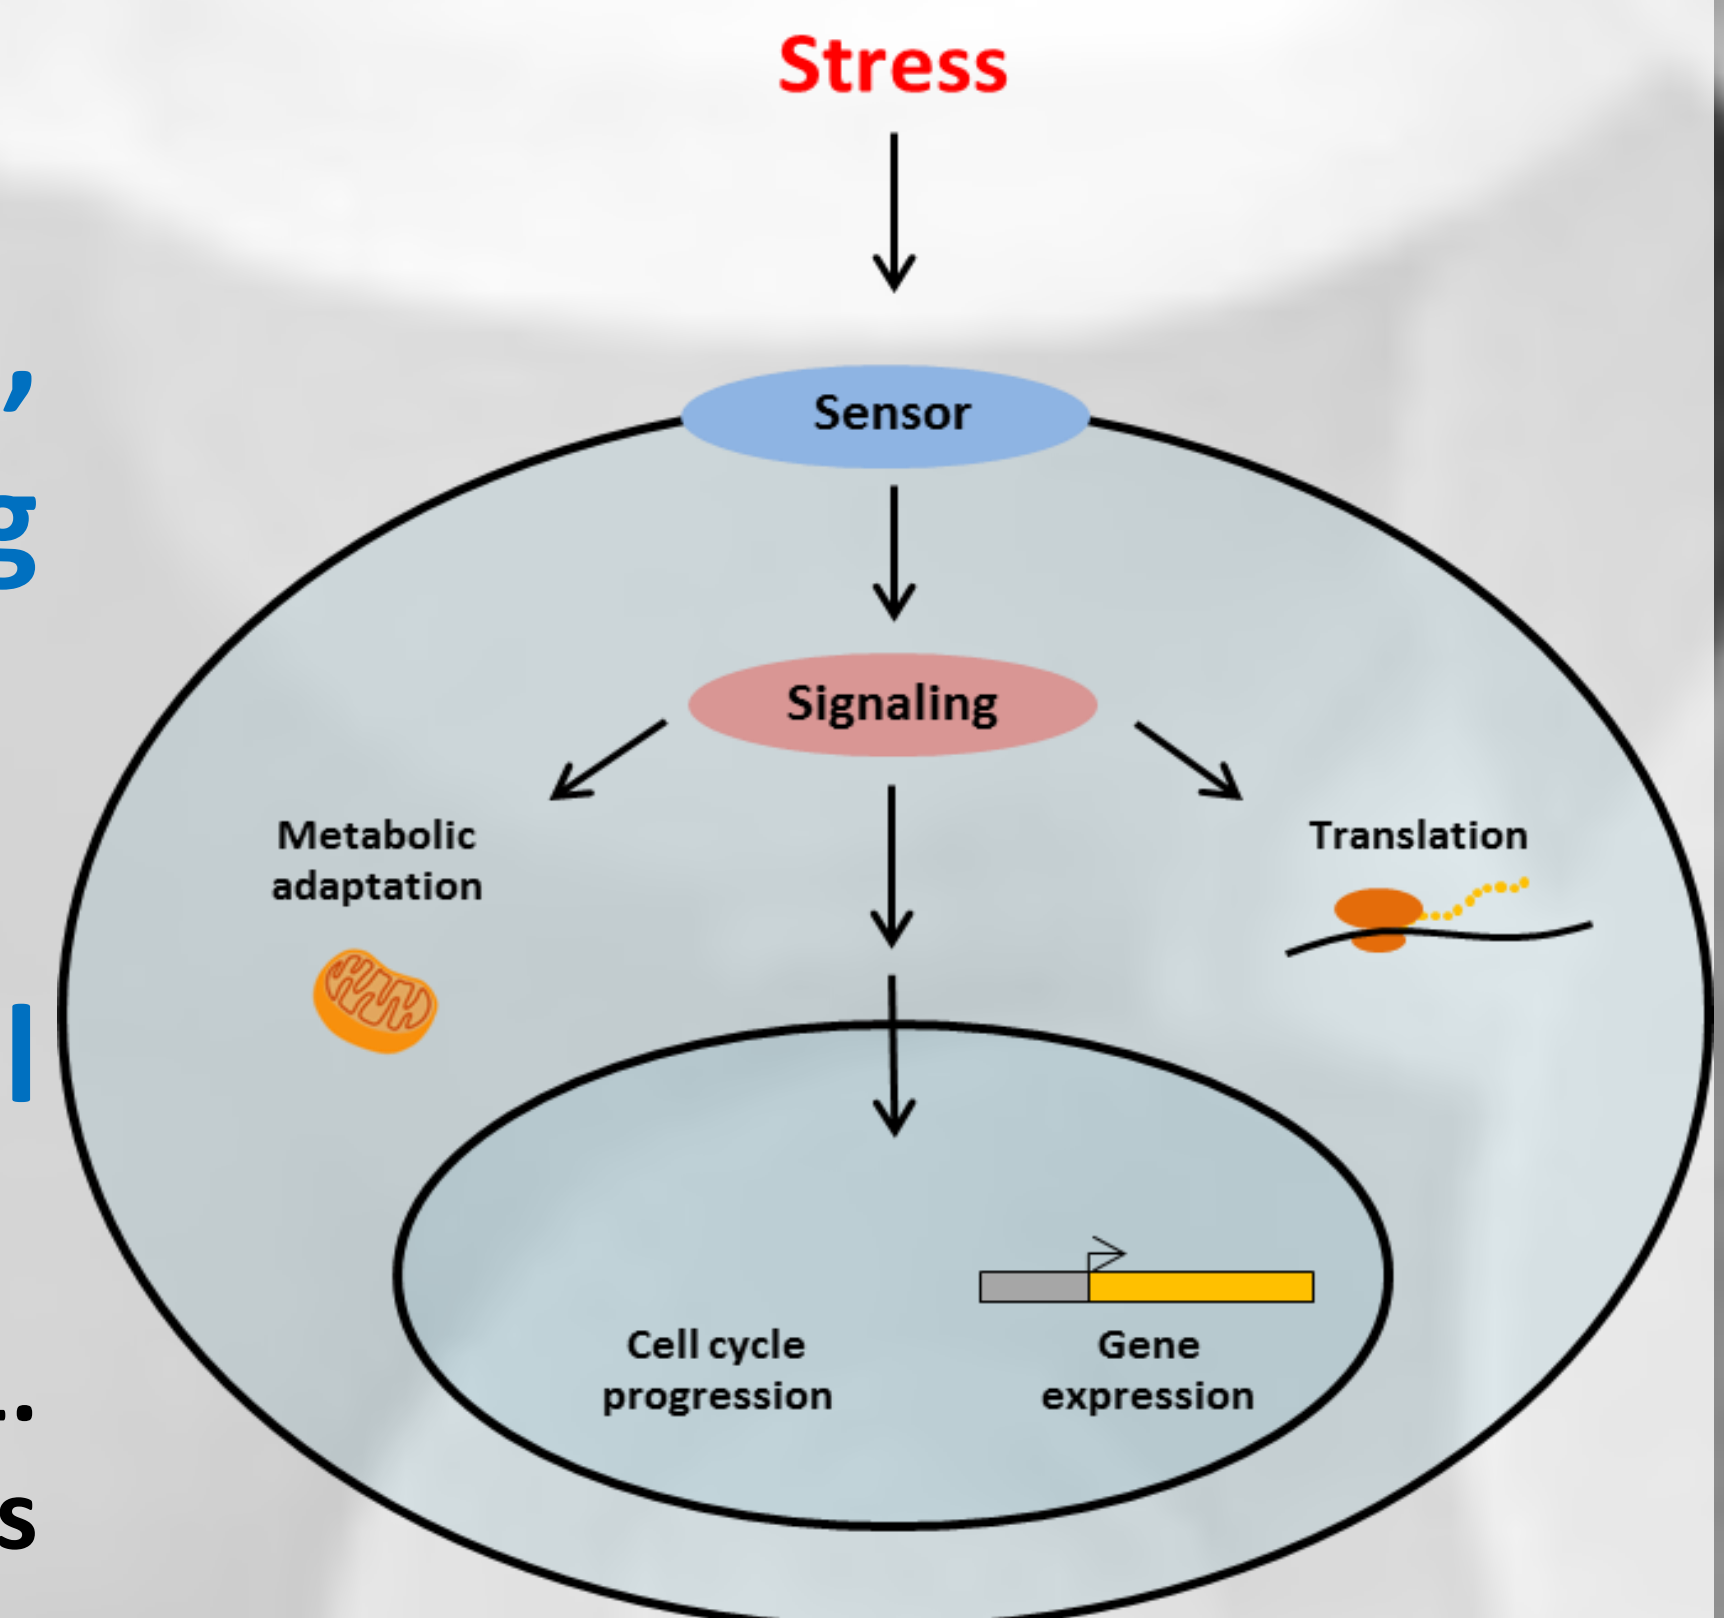 Stress
,
g
Sensor
Signaling
Metabolic
adaptation
Translation
l
Cell cycle
progression
Gene
expression
..
s